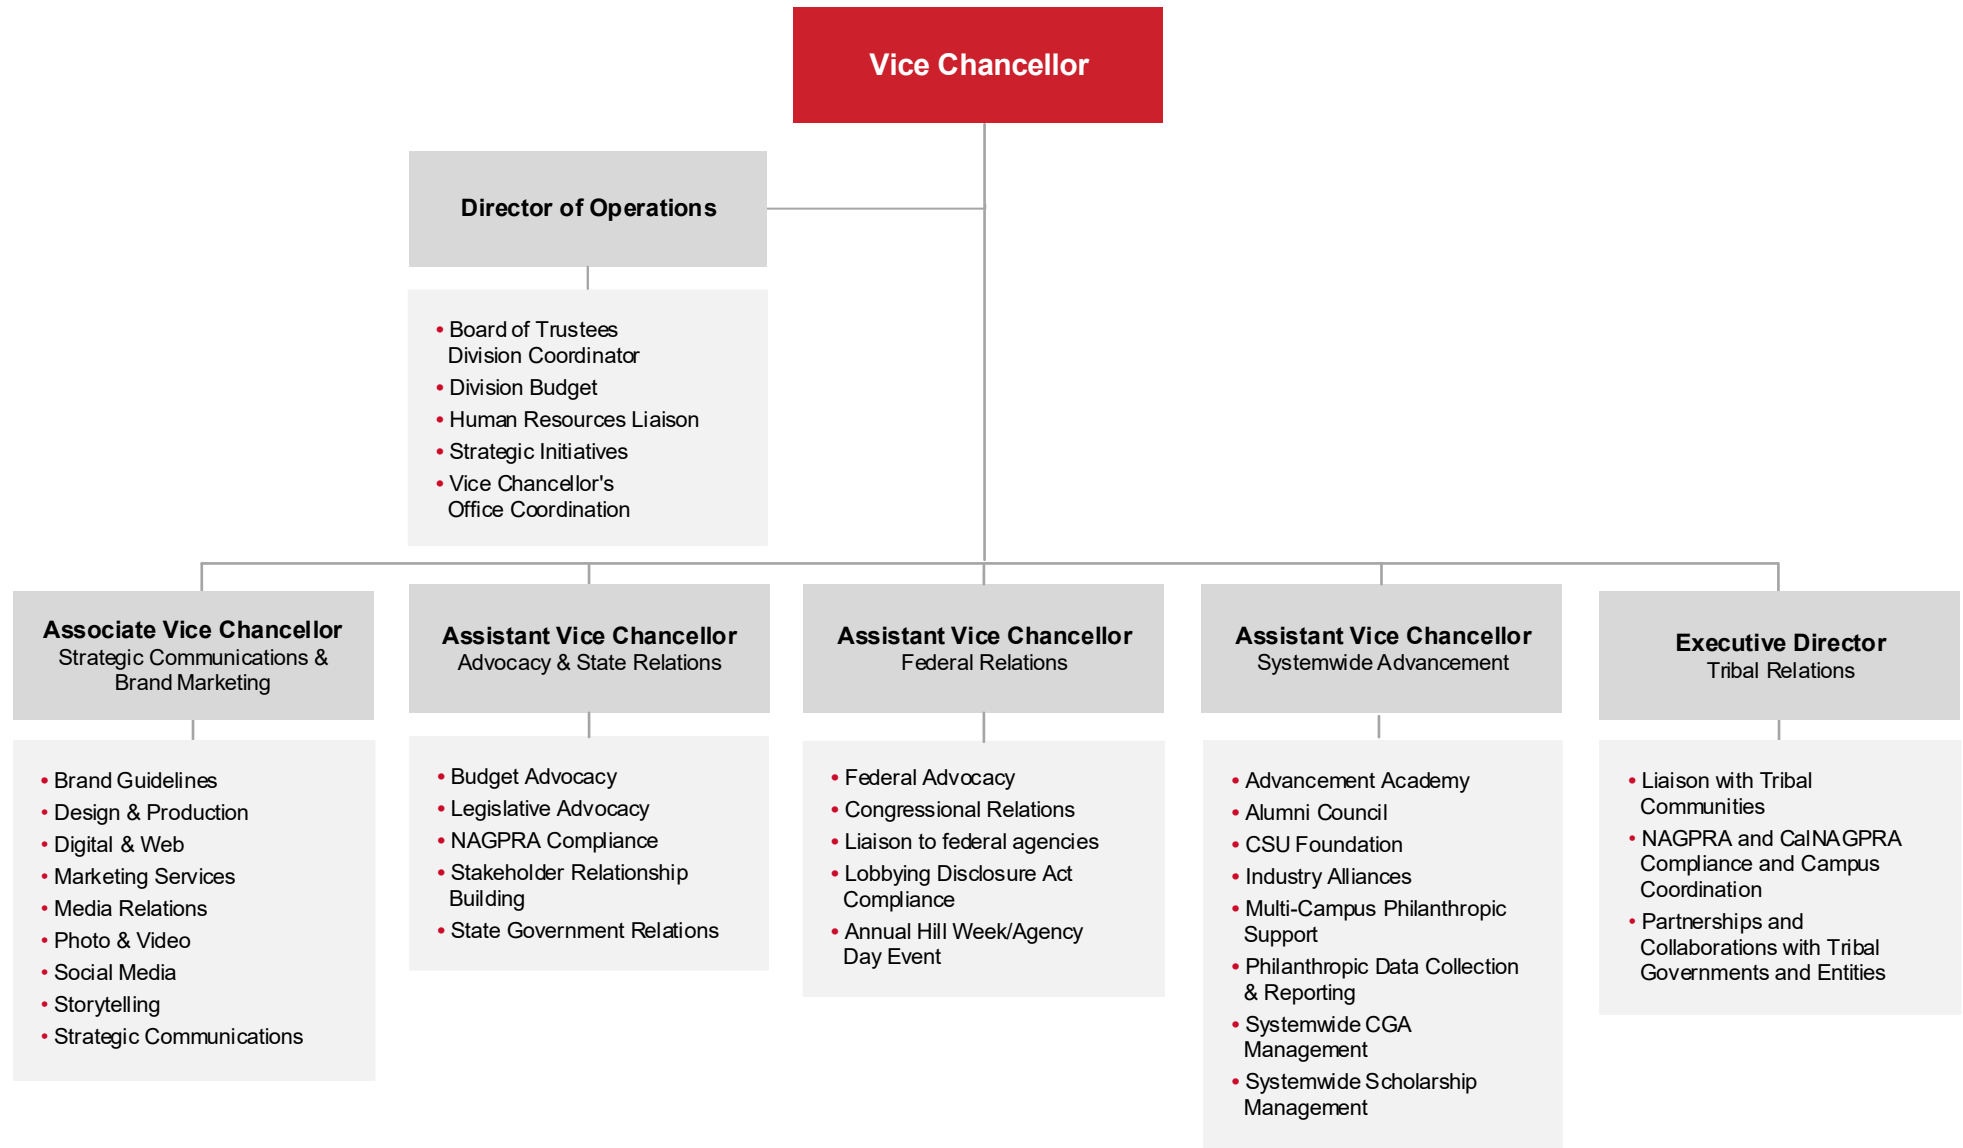 Vice Chancellor
Director of Operations
• Board of Trustees
Division Coordinator
• Division Budget
• Human Resources Liaison
• Strategic Initiatives
• Vice Chancellor's
Office Coordination
Associate Vice Chancellor
Strategic Communications &
Brand Marketing
• Brand Guidelines
• Design & Production
• Digital & Web
• Marketing Services
• Media Relations
• Photo & Video
• Social Media
• Storytelling
• Strategic Communications
Assistant Vice Chancellor
Advocacy & State Relations
• Budget Advocacy
• Legislative Advocacy
• NAGPRA Compliance
• Stakeholder Relationship
Building
• State Government Relations
Assistant Vice Chancellor
Federal Relations
• Federal Advocacy
• Congressional Relations
• Liaison to federal agencies
• Lobbying Disclosure Act
Compliance
• Annual Hill Week/Agency
Day Event
Assistant Vice Chancellor
Systemwide Advancement
• Advancement Academy
• Alumni Council
• CSU Foundation
• Industry Alliances
• Multi-Campus Philanthropic
Support
• Philanthropic Data Collection
& Reporting
• Systemwide CGA
Management
• Systemwide Scholarship
Management
Executive Director
Tribal Relations
• Liaison with Tribal
Communities
• NAGPRA and CalNAGPRA
Compliance and Campus
Coordination
• Partnerships and
Collaborations with Tribal
Governments and Entities